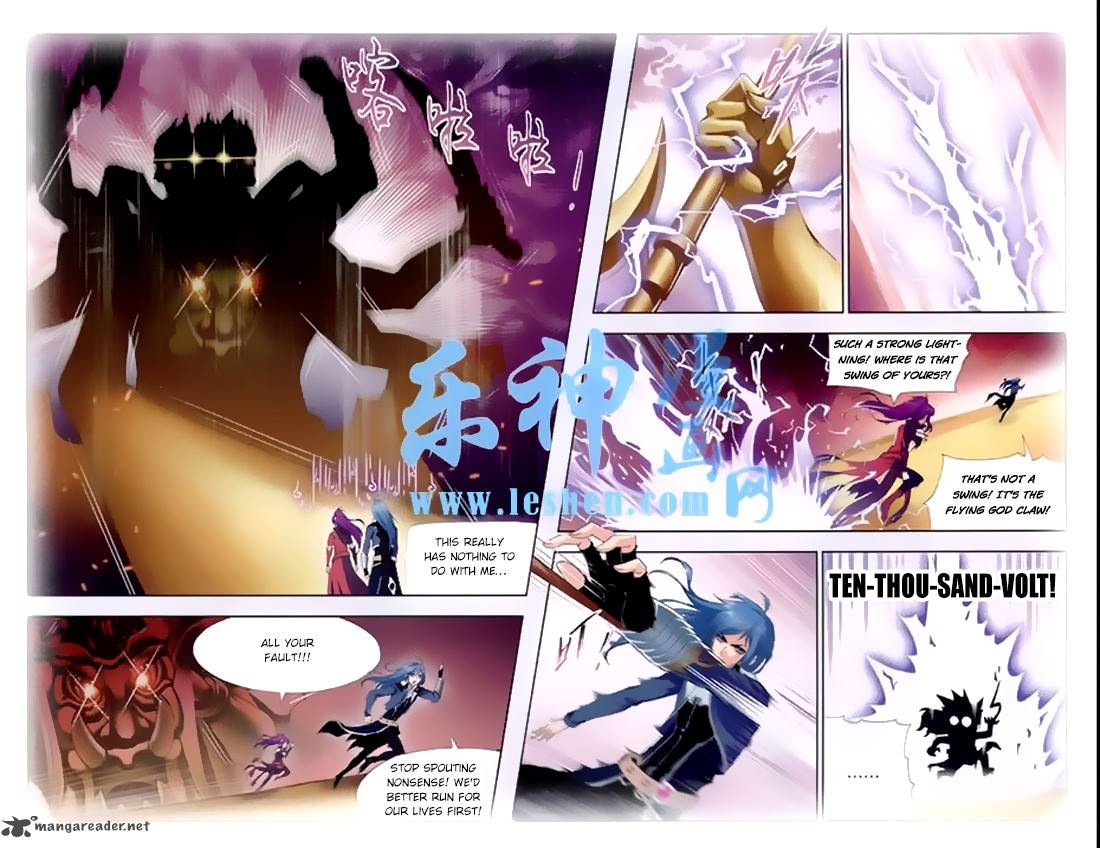 喀啦啦!
THIS REALLY
HAS NOTHING TO
DO WITH ME...
ALL YOUR
FAULT!!!
STOP SPOUTING
NONSENSE! WE'D
BETTER RUN FOR
OUR LIVES FIRST!
SUCH A STRONG LIGHT-
NING! WHERE IS THAT
SWING OF YOURS?!
THAT'S NOT A
SWING! IT'S THE
FLYING GOD CLAW!
TEN-THOU-SAND-VOLT!
......
乐神漫画网
www.leshen.com
mangareader.net